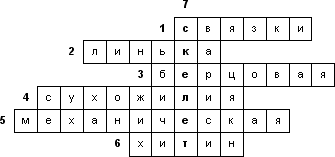 7
1 связки
2 линька
3 берцовая
4 сухожилия
5 механическая
6 хитин